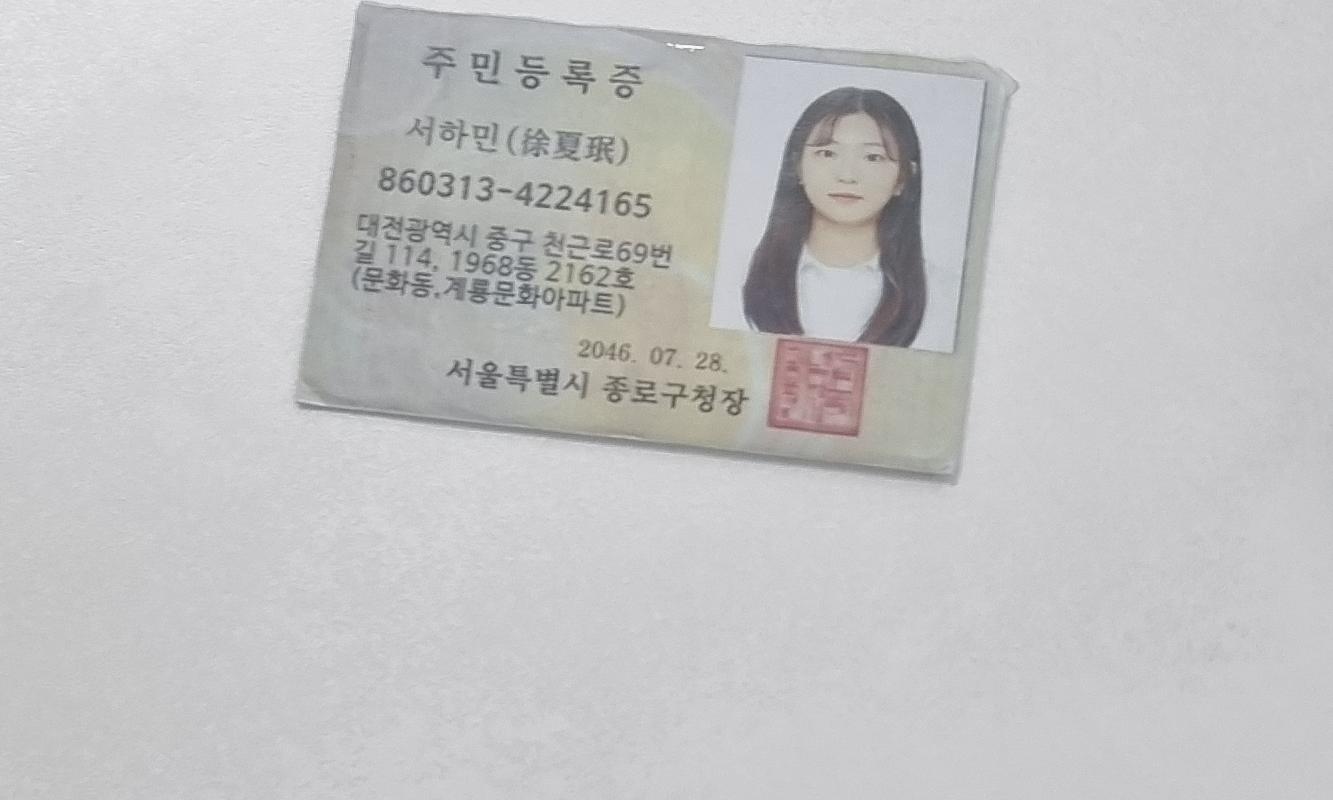 주민등록증
서하민(徐夏珉)
860313-4224165
대전광역시 중구 천근로69번
길 114, 1968동 2162호
(문화동,계룡문화아파트)
2046. 07. 28.
서울특별시 종로구청장